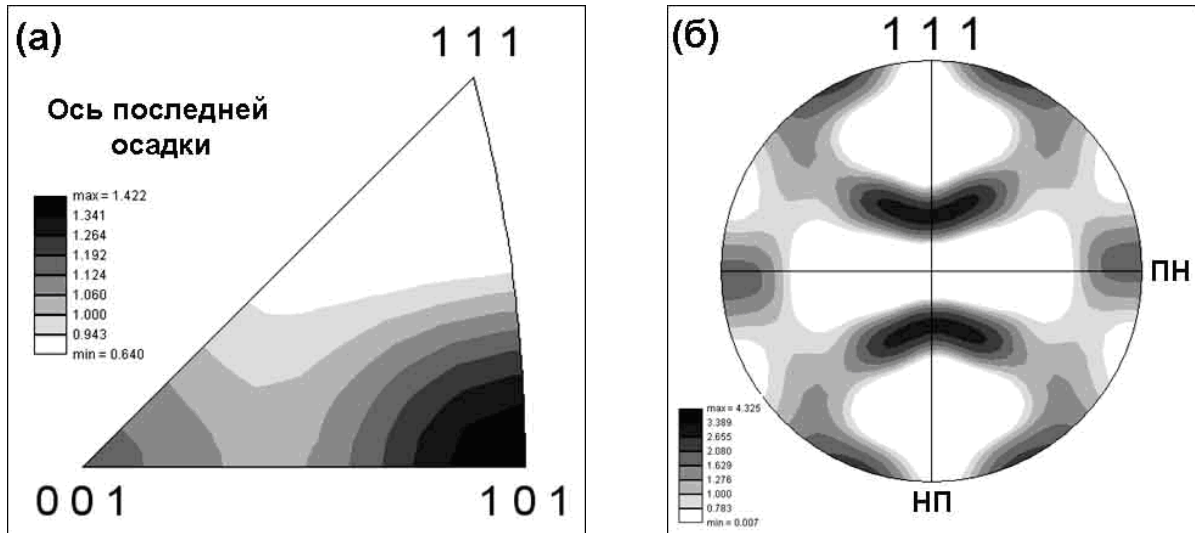 (а)
1 1 1
Ось последней
осадки
max = 1.422
1.341
1.264
1.192
1.124
1.060
1.000
0.943
min = 0.640
0 0 1
1 0 1
(б)
1 1 1
ПН
max = 4.325
3.389
2.655
2.080
1.629
1.276
1.000
0.783
min = 0.007
НП